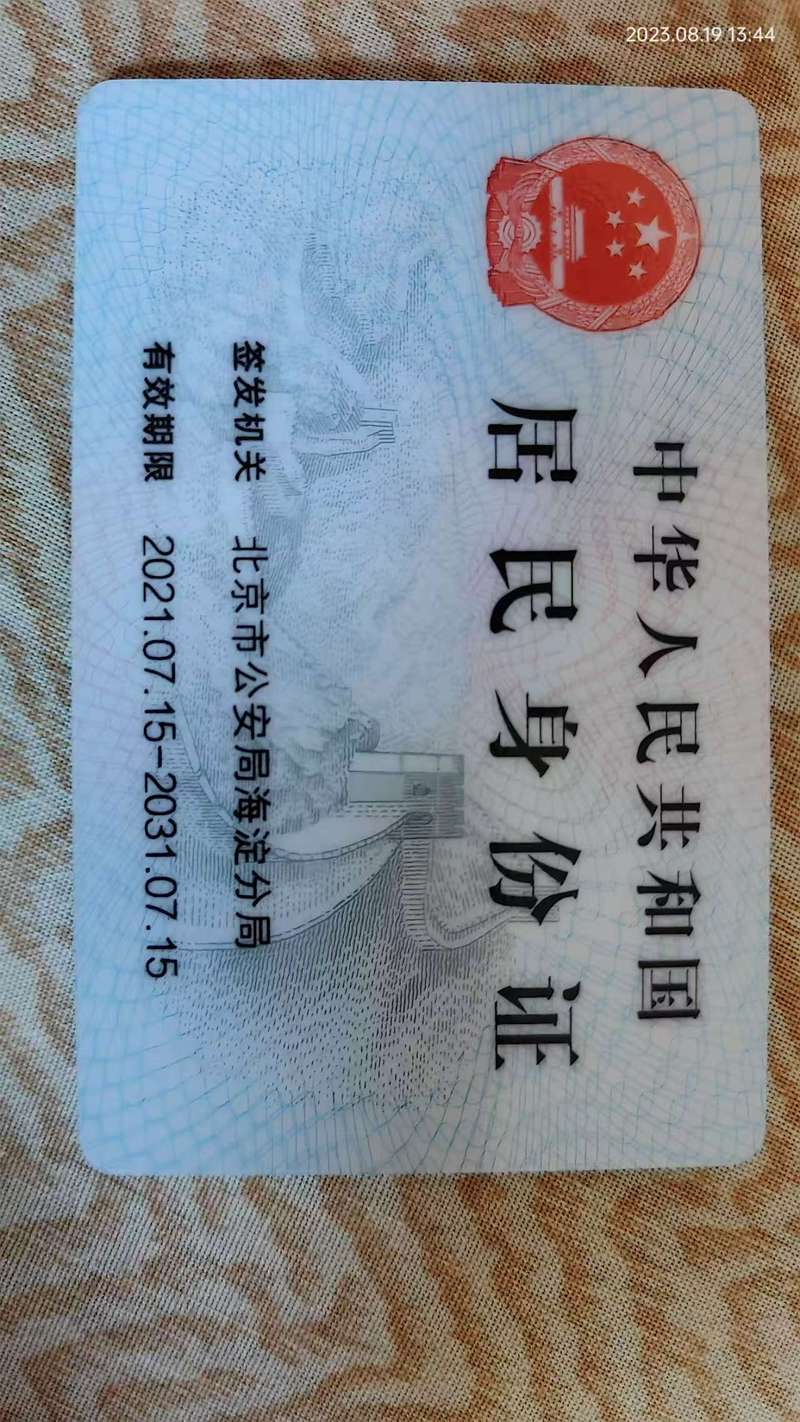 2023.08.19 13:44
中华人民共和国
居民身份证
签发机关 北京市公安局海淀分局
有效期限 2021.07.15-2031.07.15